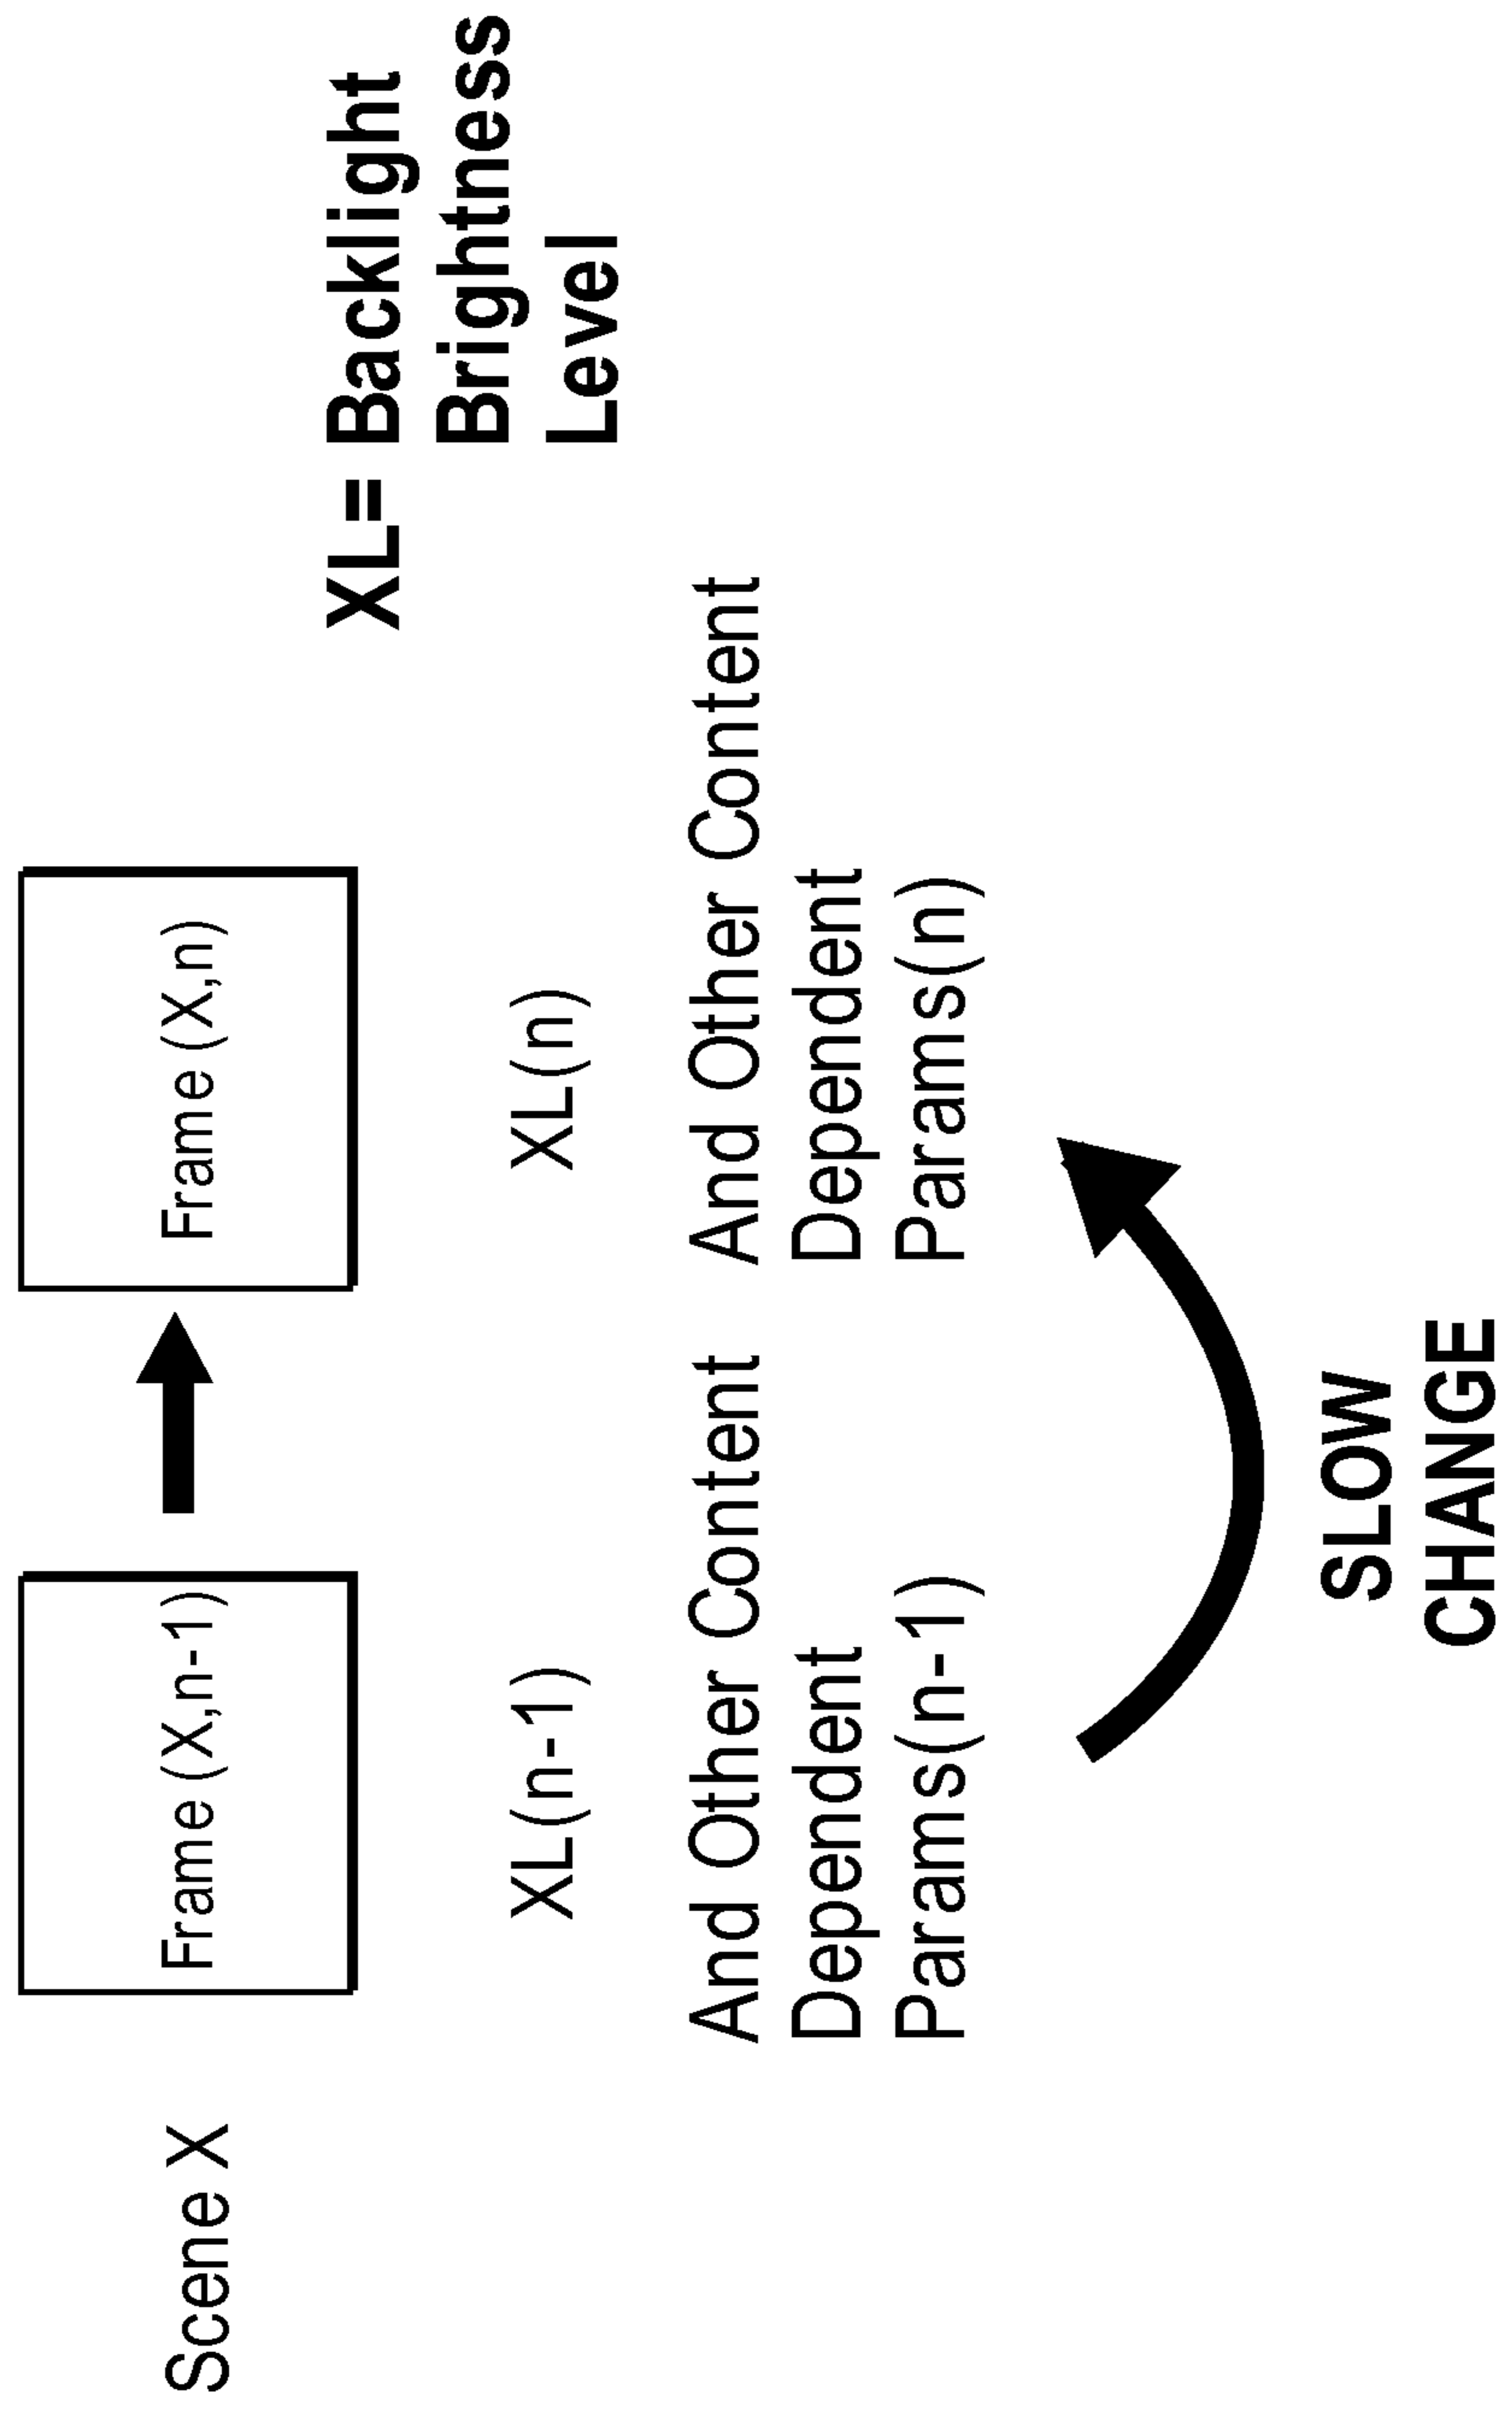 Scene X
Frame (X,n-1)
Frame (X,n)
XL(n-1)
XL(n)
XL= Backlight
Brightness
Level
And Other Content
Dependent
Params(n-1)
And Other Content
Dependent
Params(n)
SLOW
CHANGE